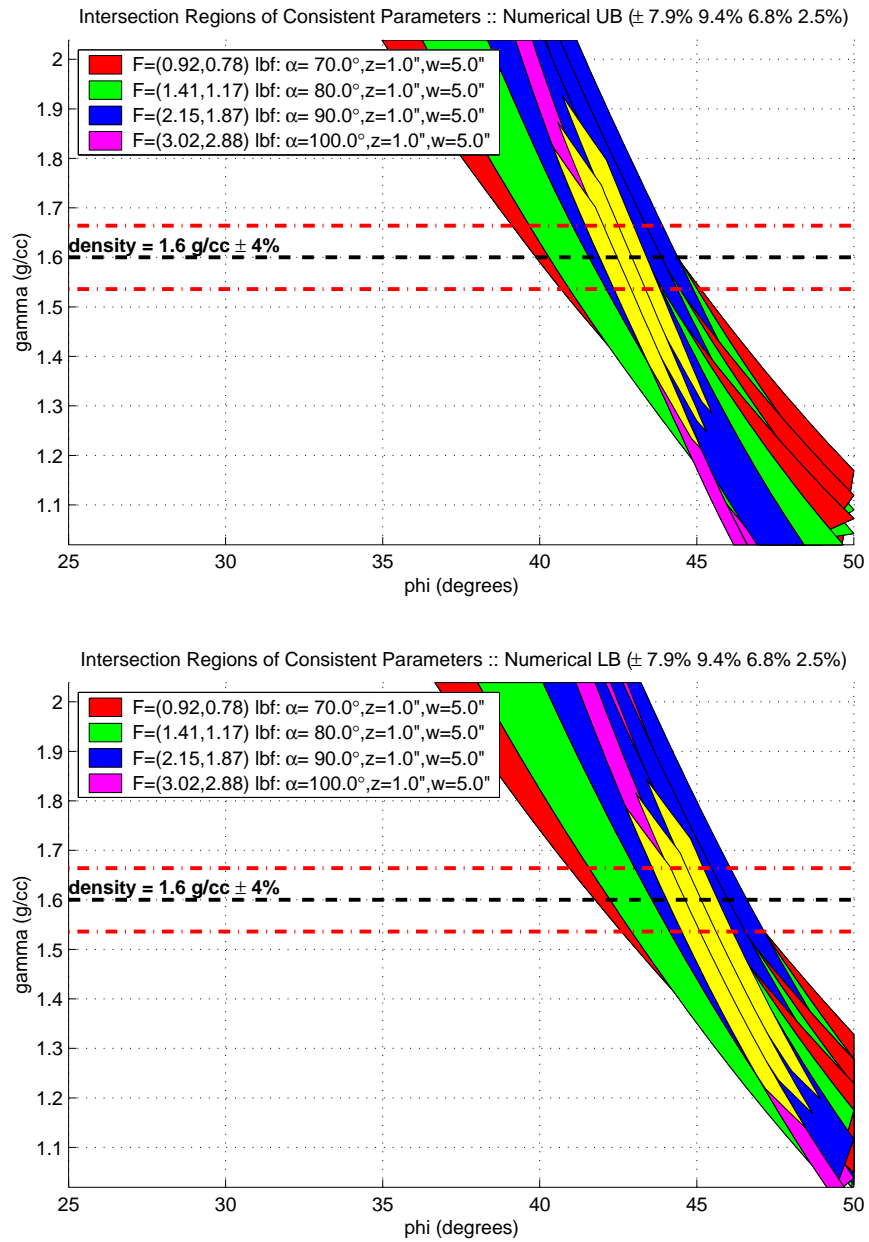 Intersection Regions of Consistent Parameters :: Numerical UB (± 7.9% 9.4% 6.8% 2.5%)
2
1.9
1.8
1.7
1.6
1.5
1.4
1.3
1.2
1.1
gamma (g/cc)
F=(0.92,0.78) lbf: α= 70.0°,z=1.0",w=5.0"
F=(1.41,1.17) lbf: α= 80.0°,z=1.0",w=5.0"
F=(2.15,1.87) lbf: α= 90.0°,z=1.0",w=5.0"
F=(3.02,2.88) lbf: α=100.0°,z=1.0",w=5.0"
density = 1.6 g/cc ± 4%
25 30 35 40 45 50
phi (degrees)
Intersection Regions of Consistent Parameters :: Numerical LB (± 7.9% 9.4% 6.8% 2.5%)
2
1.9
1.8
1.7
1.6
1.5
1.4
1.3
1.2
1.1
gamma (g/cc)
F=(0.92,0.78) lbf: α= 70.0°,z=1.0",w=5.0"
F=(1.41,1.17) lbf: α= 80.0°,z=1.0",w=5.0"
F=(2.15,1.87) lbf: α= 90.0°,z=1.0",w=5.0"
F=(3.02,2.88) lbf: α=100.0°,z=1.0",w=5.0"
density = 1.6 g/cc ± 4%
25 30 35 40 45 50
phi (degrees)